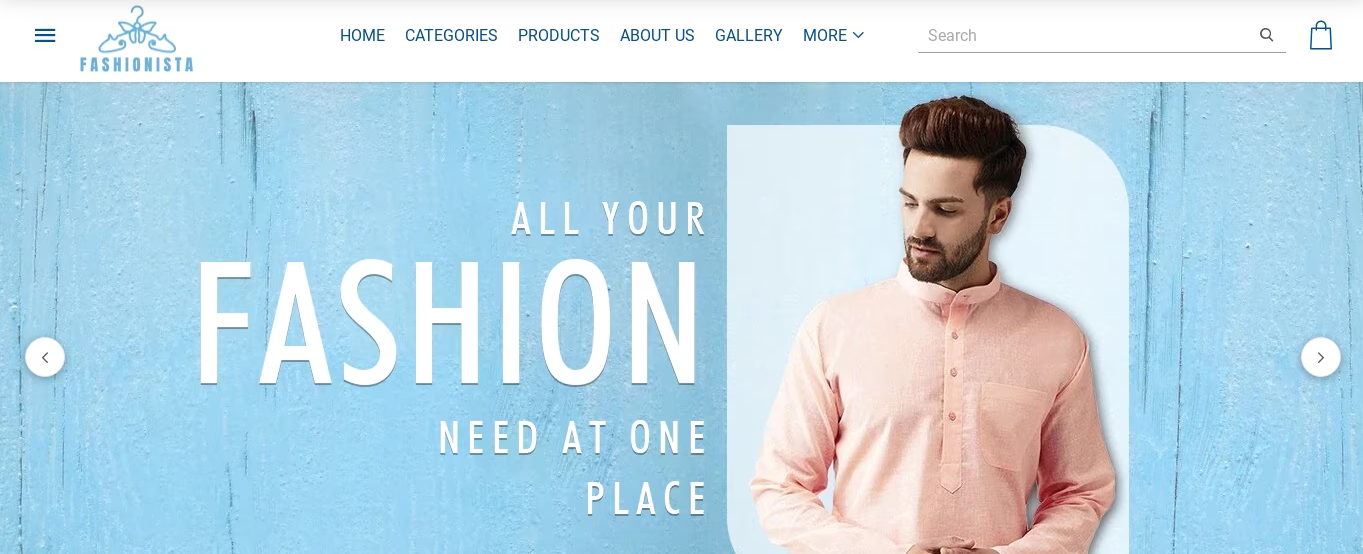 FASHIONISTA
HOME CATEGORIES PRODUCTS ABOUT US GALLERY MORE
Search
ALL YOUR
FASHION
NEED AT ONE
PLACE